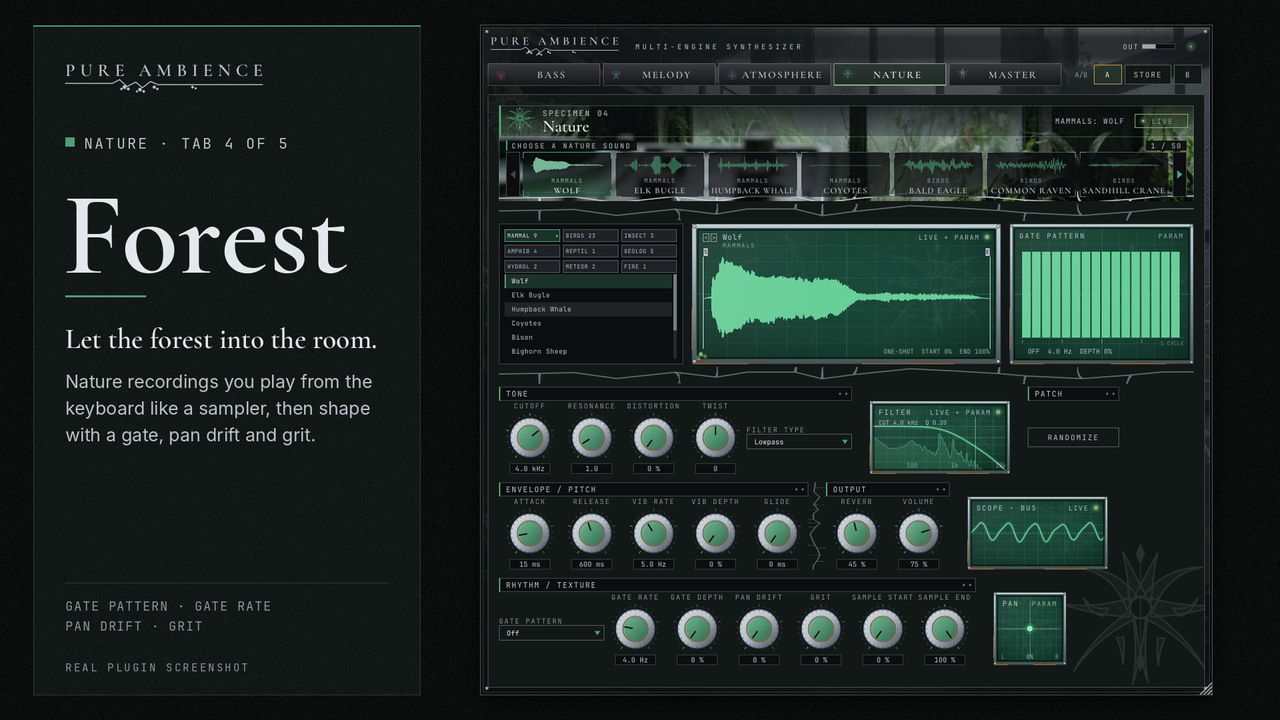 PURE AMBIENCE
NATURE · TAB 4 OF 5
Forest
Let the forest into the room.
Nature recordings you play from the
keyboard like a sampler, then shape
with a gate, pan drift and grit.
GATE PATTERN · GATE RATE
PAN DRIFT · GRIT
REAL PLUGIN SCREENSHOT
PURE AMBIENCE MULTI-ENGINE SYNTHESIZER OUT
BASS MELODY ATMOSPHERE NATURE MASTER A/B A STORE B
SPECIMEN 04
Nature
MAMMALS: WOLF LIVE
CHOOSE A NATURE SOUND 1 / 50
MAMMALS MAMMALS MAMMALS MAMMALS BIRDS BIRDS BIRDS
WOLF ELK BUGLE HUMPBACK WHALE COYOTES BALD EAGLE COMMON RAVEN SANDHILL CRANE
MAMMAL 9 BIRDS 23 INSECT 3
AMPHIB 4 REPTIL 1 GEOLOG 5
HYDROL 2 METEOR 2 FIRE 1
Wolf
Elk Bugle
Humpback Whale
Coyotes
Bison
Bighorn Sheep
Wolf LIVE + PARAM
MAMMALS
S E
ONE-SHOT START 0% END 100%
GATE PATTERN PARAM
1 CYCLE
OFF 4.0 Hz DEPTH 0%
TONE
CUTOFF RESONANCE DISTORTION TWIST
FILTER TYPE
Lowpass
4.0 kHz 1.0 0 % 0
FILTER LIVE + PARAM
CUT 4.0 kHz Q 0.20
100 1k
PATCH
RANDOMIZE
ENVELOPE / PITCH
ATTACK RELEASE VIB RATE VIB DEPTH GLIDE
15 ms 600 ms 5.0 Hz 0 % 0 ms
OUTPUT
REVERB VOLUME
45 % 75 %
SCOPE · BUS LIVE
RHYTHM / TEXTURE
GATE RATE GATE DEPTH PAN DRIFT GRIT SAMPLE START SAMPLE END
GATE PATTERN
Off
4.0 Hz 0 % 0 % 0 % 0 % 100 %
PAN PARAM
L 0% R